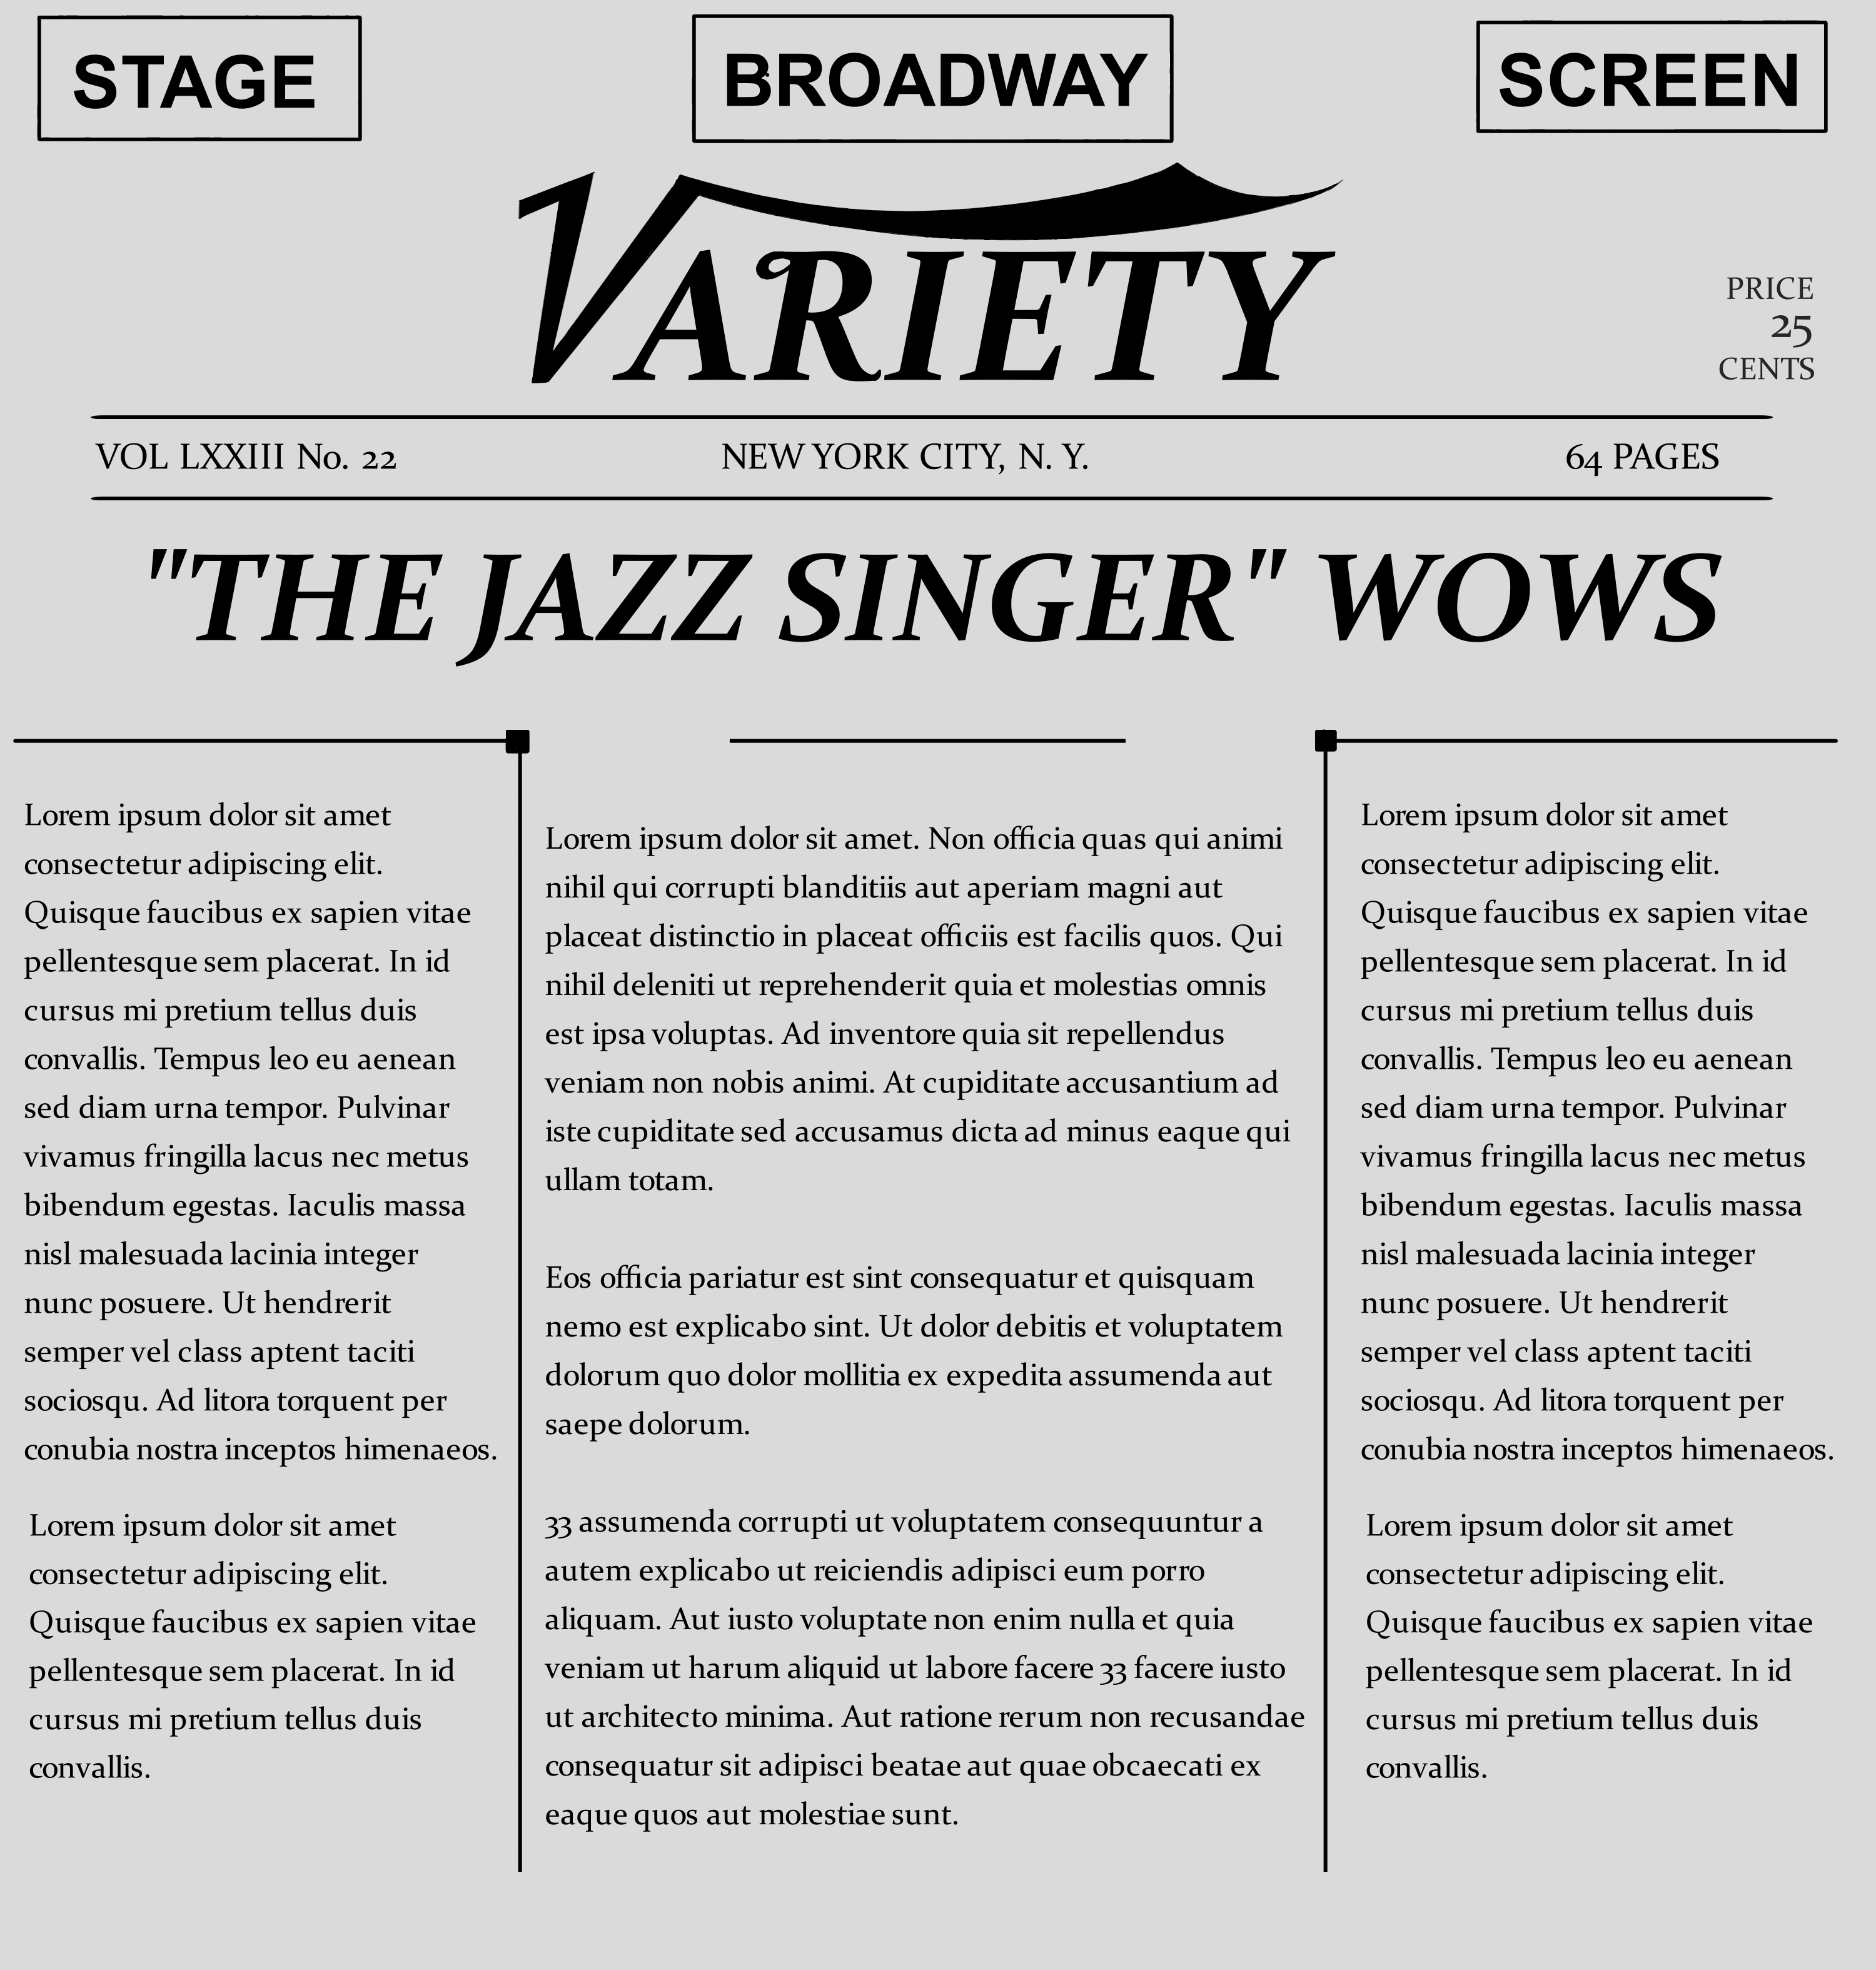 STAGE
BROADWAY
SCREEN
VARIETY
PRICE
25
CENTS
VOL LXXIII No. 22
NEW YORK CITY, N. Y.
64 PAGES
"THE JAZZ SINGER" WOWS
Lorem ipsum dolor sit amet
consectetur adipiscing elit.
Quisque faucibus ex sapien vitae
pellentesque sem placerat. In id
cursus mi pretium tellus duis
convallis. Tempus leo eu aenean
sed diam urna tempor. Pulvinar
vivamus fringilla lacus nec metus
bibendum egestas. Iaculis massa
nisl malesuada lacinia integer
nunc posuere. Ut hendrerit
semper vel class aptent taciti
sociosqu. Ad litora torquent per
conubia nostra inceptos himenaeos.
Lorem ipsum dolor sit amet
consectetur adipiscing elit.
Quisque faucibus ex sapien vitae
pellentesque sem placerat. In id
cursus mi pretium tellus duis
convallis.
Lorem ipsum dolor sit amet. Non officia quas qui animi
nihil qui corrupti blanditiis aut aperiam magni aut
placeat distinctio in placeat officiis est facilis quos. Qui
nihil deleniti ut reprehenderit quia et molestias omnis
est ipsa voluptas. Ad inventore quia sit repellendus
veniam non nobis animi. At cupiditate accusantium ad
iste cupiditate sed accusamus dicta ad minus eaque qui
ullam totam.
Eos officia pariatur est sint consequatur et quisquam
nemo est explicabo sint. Ut dolor debitis et voluptatem
dolorum quo dolor mollitia ex expedita assumenda aut
saepe dolorum.
33 assumenda corrupti ut voluptatem consequuntur a
autem explicabo ut reiciendis adipisci eum porro
aliquam. Aut iusto voluptate non enim nulla et quia
veniam ut harum aliquid ut labore facere 33 facere iusto
ut architecto minima. Aut ratione rerum non recusandae
consequatur sit adipisci beatae aut quae obcaecati ex
eaque quos aut molestiae sunt.
Lorem ipsum dolor sit amet
consectetur adipiscing elit.
Quisque faucibus ex sapien vitae
pellentesque sem placerat. In id
cursus mi pretium tellus duis
convallis. Tempus leo eu aenean
sed diam urna tempor. Pulvinar
vivamus fringilla lacus nec metus
bibendum egestas. Iaculis massa
nisl malesuada lacinia integer
nunc posuere. Ut hendrerit
semper vel class aptent taciti
sociosqu. Ad litora torquent per
conubia nostra inceptos himenaeos.
Lorem ipsum dolor sit amet
consectetur adipiscing elit.
Quisque faucibus ex sapien vitae
pellentesque sem placerat. In id
cursus mi pretium tellus duis
convallis.